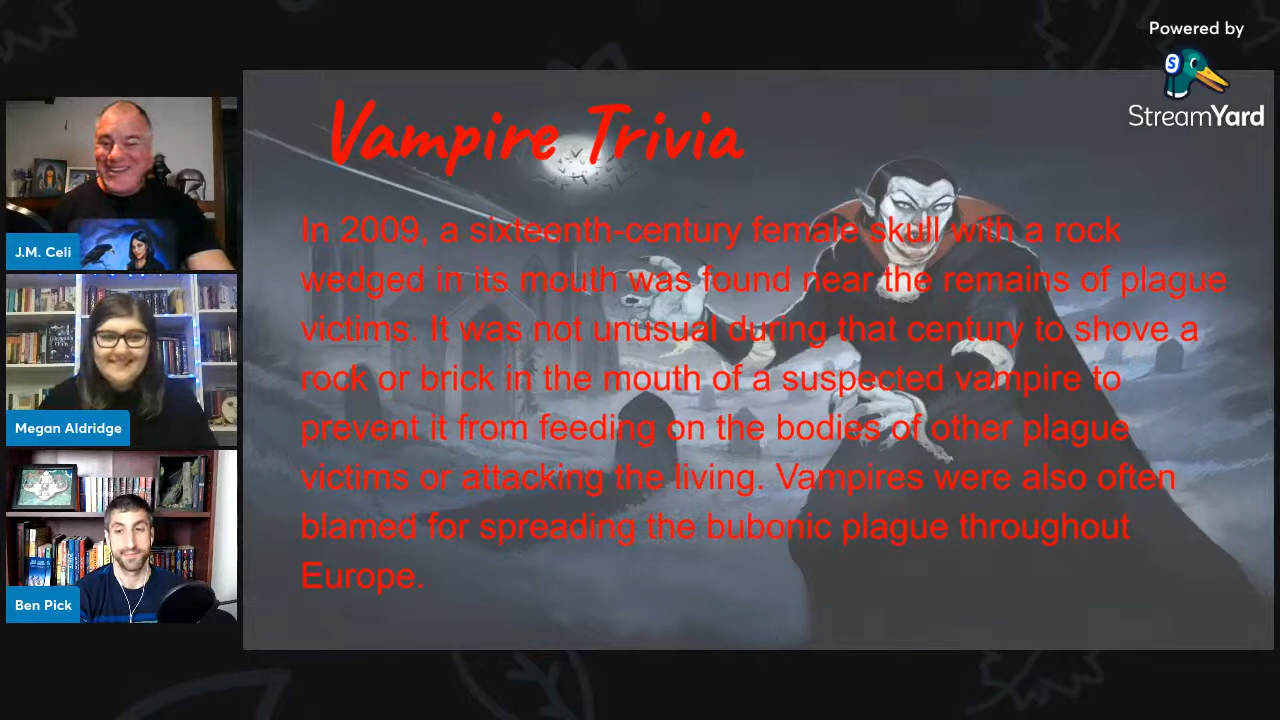 Powered by
StreamYard
Vampire Trivia
In 2009, a sixteenth-century female skull with a rock
wedged in its mouth was found near the remains of plague
victims. It was not unusual during that century to shove a
rock or brick in the mouth of a suspected vampire to
prevent it from feeding on the bodies of other plague
victims or attacking the living. Vampires were also often
blamed for spreading the bubonic plague throughout
Europe.
J.M. Celi
Megan Aldridge
Ben Pick